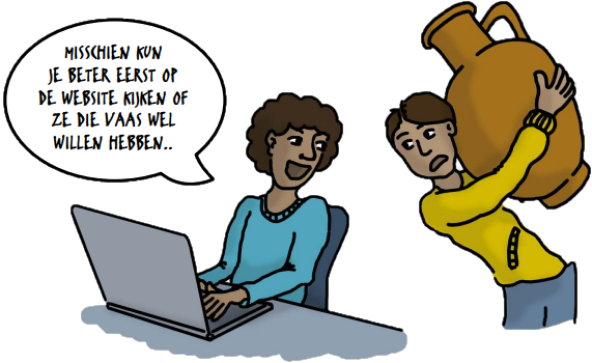 MISSCHIEN KUN
JE BETER EERST OP
DE WEBSITE KIJKEN OF
ZE DIE VAAS WEL
WILLEN HEBBEN..